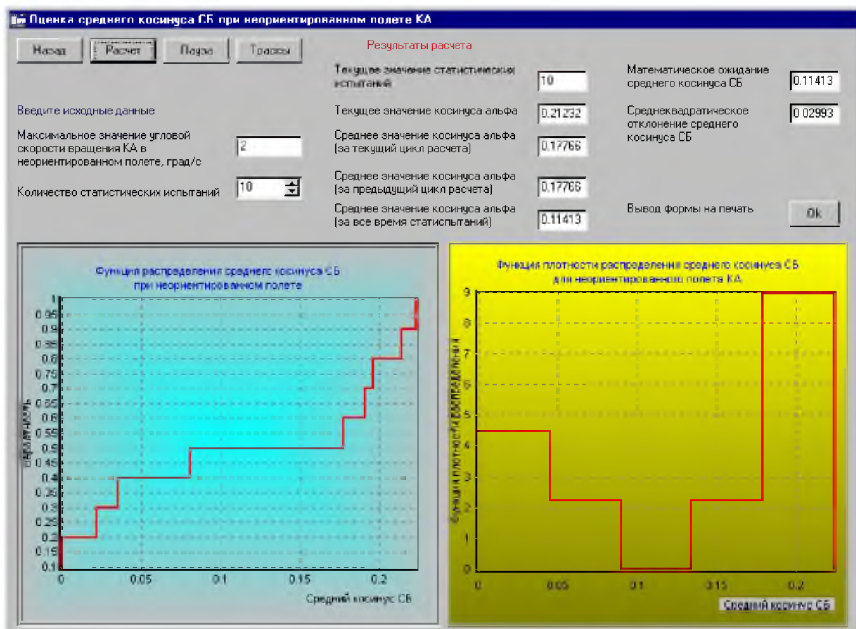 Оценка среднего косинуса СБ при неориентированном полете КА
Назад
Расчет
Пауза
Трассы
Результаты расчета
Введите исходные данные
Максимальное значение угловой
скорости вращения КА в
неориентированном полете, град/с
2
Количество статистических испытаний
10
Текущее значение статистических
испытаний
10
Текущее значение косинуса альфа
0.21232
Среднее значение косинуса альфа
(за текущий цикл расчета)
0.17766
Среднее значение косинуса альфа
(за предыдущий цикл расчета)
0.17766
Среднее значение косинуса альфа
(за все время статиспытаний)
0.11413
Математическое ожидание
среднего косинуса СБ
0.11413
Среднеквадратическое
отклонение среднего
косинуса СБ
0.02993
Вывод формы на печать
Ok
Функция распределения среднего косинуса СБ
при неориентированном полете
1
0.95
0.9
0.85
0.8
0.75
0.7
0.65
0.6
0.55
0.5
0.45
0.4
0.35
0.3
0.25
0.2
0.15
0.1
Вероятность
0
0.05
0.1
0.15
0.2
Средний косинус СБ
Функция плотности распределения среднего косинуса СБ
для неориентированного полета КА
9
8
7
6
5
4
3
2
1
0
Функция плотности распределения
0
0.05
0.1
0.15
0.2
Средний косинус СБ